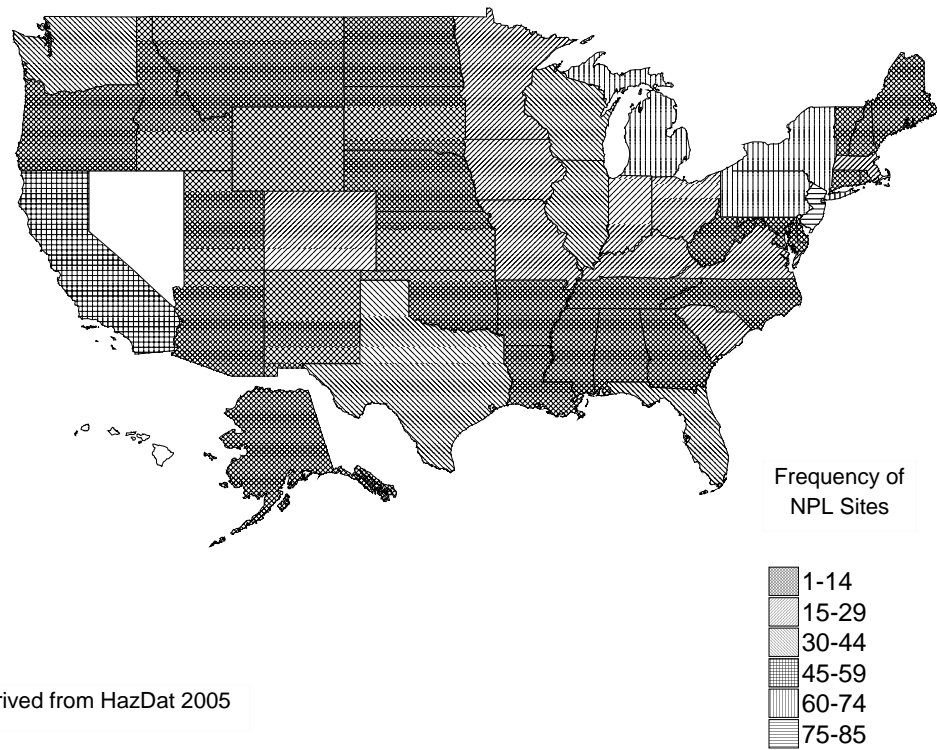 Frequency of
NPL Sites
1-14
15-29
30-44
45-59
60-74
75-85
rived from HazDat 2005